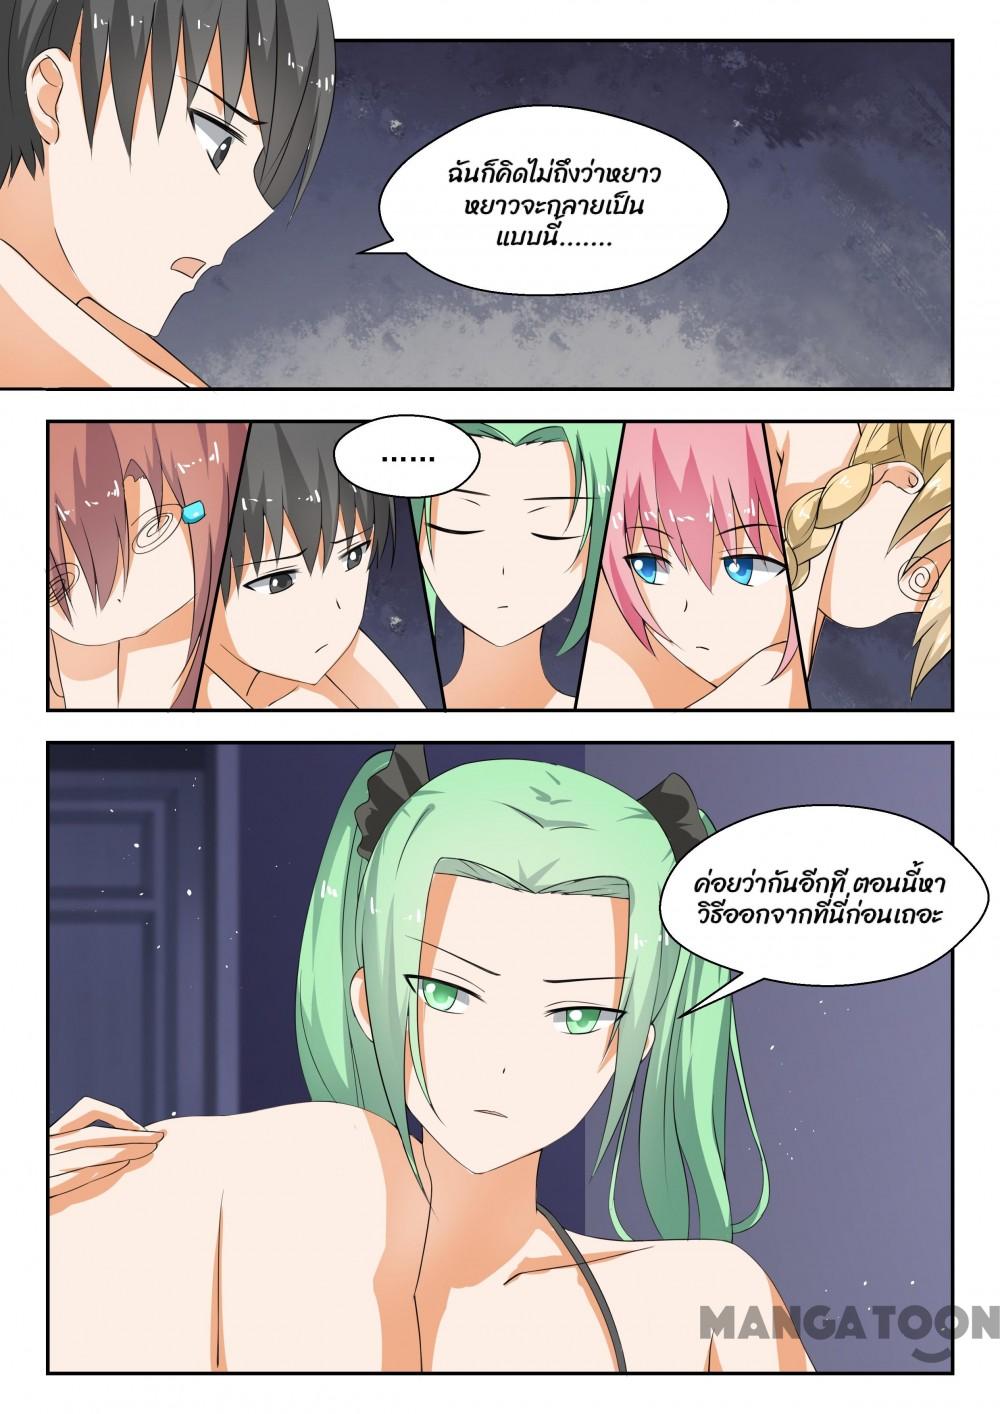 ฉันก็คิดไม่ถึงว่าหยาว
หยาวจะกลายเป็น
แบบนี้.......
......
ค่อยว่ากันอีกที ตอนนี้หา
วิธีออกจากที่นี่ก่อนเถอะ
MANGATOON